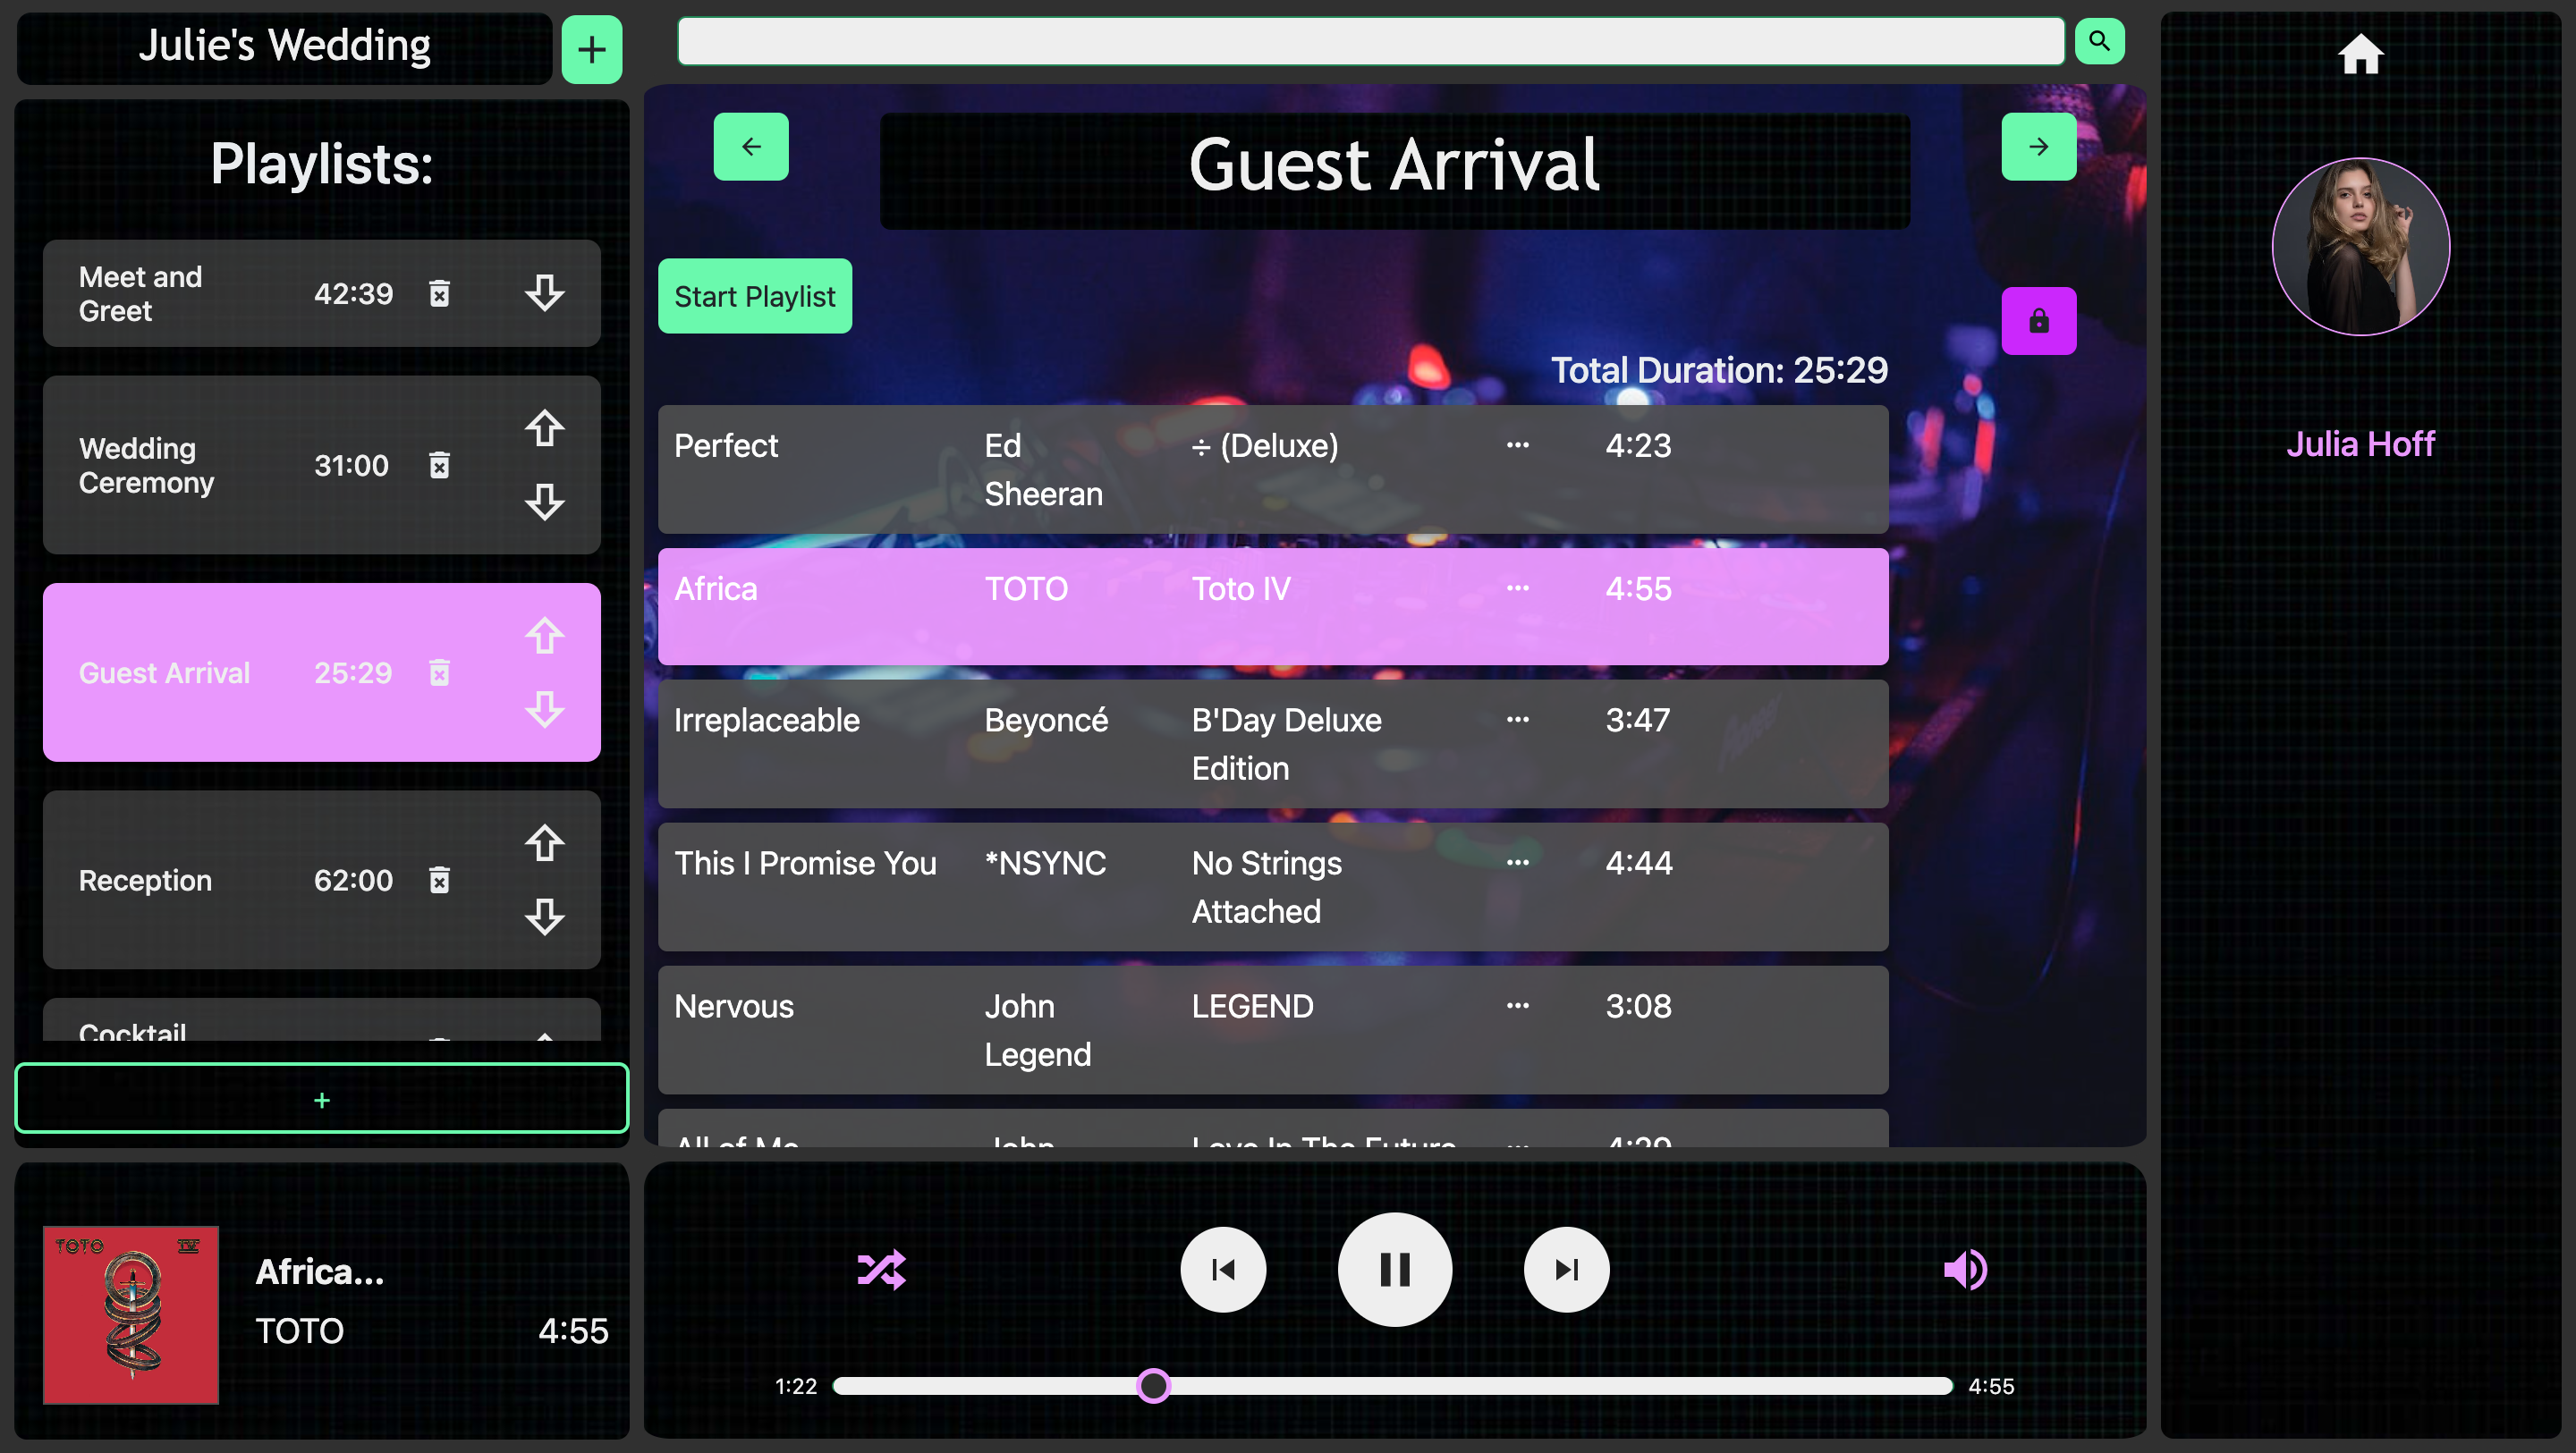 Julie's Wedding
+
Playlists:
Meet and
Greet
42:39
Wedding
Ceremony
31:00
Guest Arrival
25:29
Reception
62:00
Cocktail
+
Guest Arrival
Start Playlist
Total Duration: 25:29
Perfect
Ed
Sheeran
÷ (Deluxe)
...
4:23
Africa
TOTO
Toto IV
...
4:55
Irreplaceable
Beyoncé
B'Day Deluxe
Edition
...
3:47
This I Promise You
*NSYNC
No Strings
Attached
...
4:44
Nervous
John
Legend
LEGEND
...
3:08
All of Me
John
Love In The Future
...
4:29
Julia Hoff
TOTO IV
Africa...
TOTO
4:55
1:22
4:55